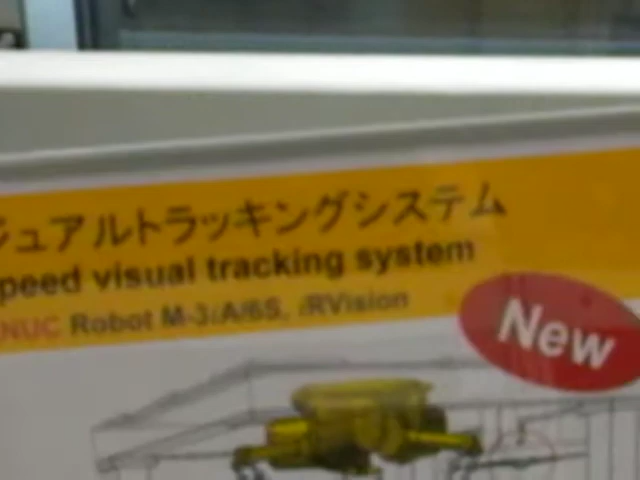 ジュアルトラッキングシステム
peed visual tracking system
NUC Robot M-3iA/6S, iRVision
New